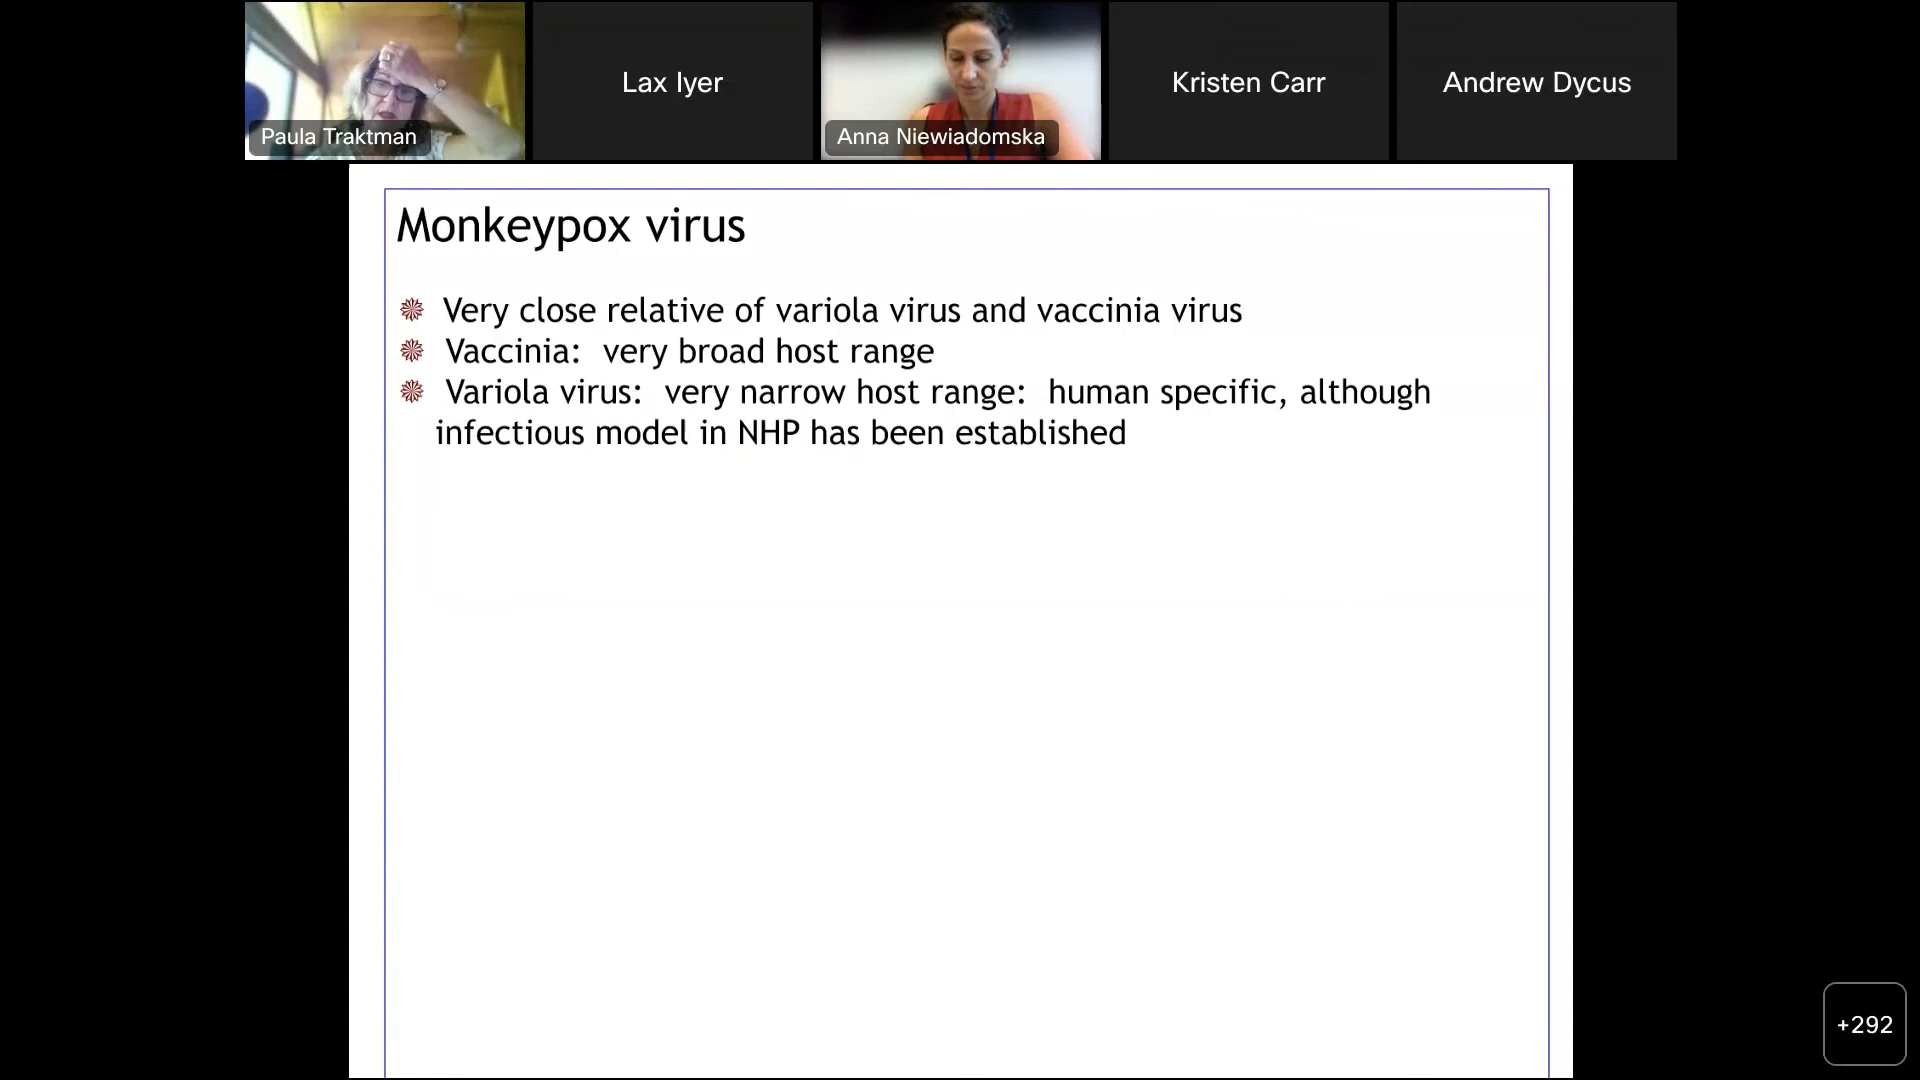 Paula Traktman
Lax Iyer
Anna Niewiadomska
Kristen Carr
Andrew Dycus
Monkeypox virus
Very close relative of variola virus and vaccinia virus
Vaccinia: very broad host range
Variola virus: very narrow host range: human specific, although
infectious model in NHP has been established
+292